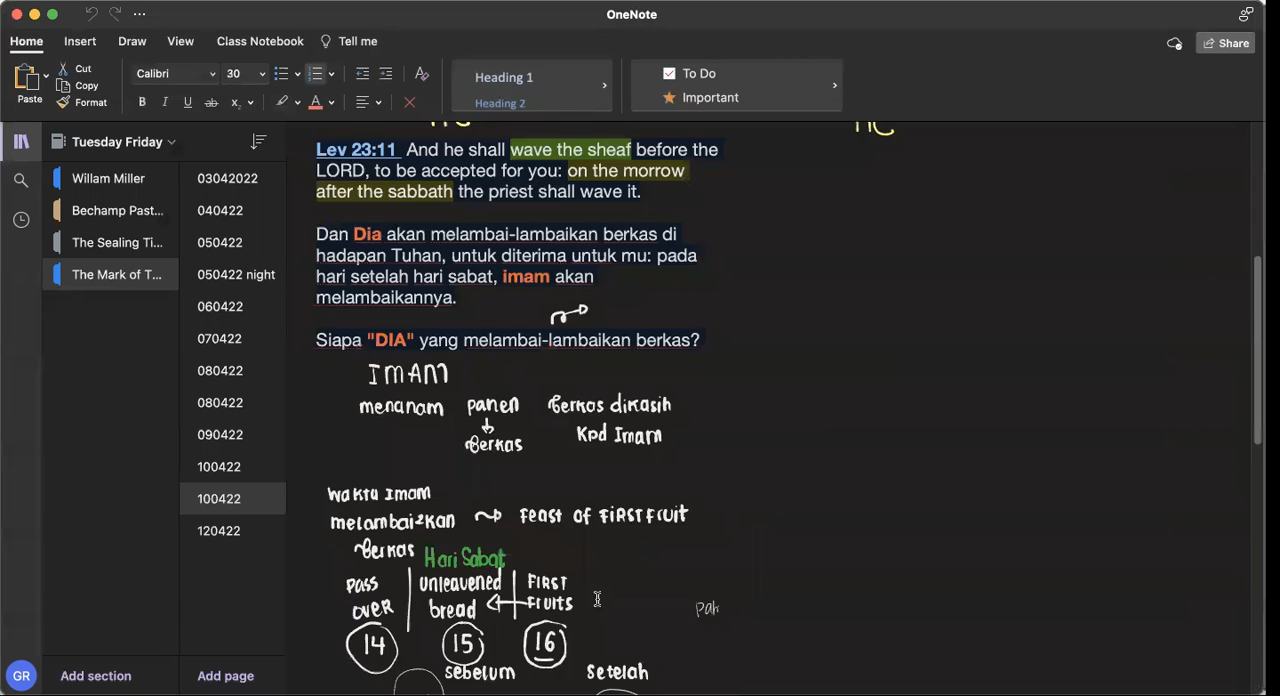 OneNote
Home Insert Draw View Class Notebook Tell me
Share
Paste
Cut
Copy
Format
Calibri 30
B I U ab x
A
Heading 1
Heading 2
To Do
Important
Tuesday Friday
Willam Miller
Bechamp Past...
The Sealing Ti...
The Mark of T...
03042022
040422
050422
050422 night
060422
070422
080422
080422
090422
100422
100422
120422
GR
Add section
Add page
Lev 23:11 And he shall wave the sheaf before the
LORD, to be accepted for you: on the morrow
after the sabbath the priest shall wave it.
Dan Dia akan melambai-lambaikan berkas di
hadapan Tuhan, untuk diterima untuk mu: pada
hari setelah hari sabat, imam akan
melambaikannya.
Siapa "DIA" yang melambai-lambaikan berkas?
IMAM
menanam panen Berkas dikasih
Berkas Kpd Imam
Waktu Imam
melambai2kan Feast of First Fruit
Berkas Hari Sabat
Pass unleavened First
over bread Fruits
14 15 16
sebelum setelah